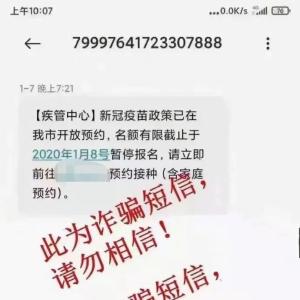 上午10:07
...0.0K/s 4G 70
79997641723307888
1-7 晚上7:21
【疾管中心】新冠疫苗政策已在
我市开放预约，名额有限截止于
2020年1月8号暂停报名，请立即
前往 预约接种（含家庭
预约）。
此为诈骗短信，
请勿相信！
诈骗短信，